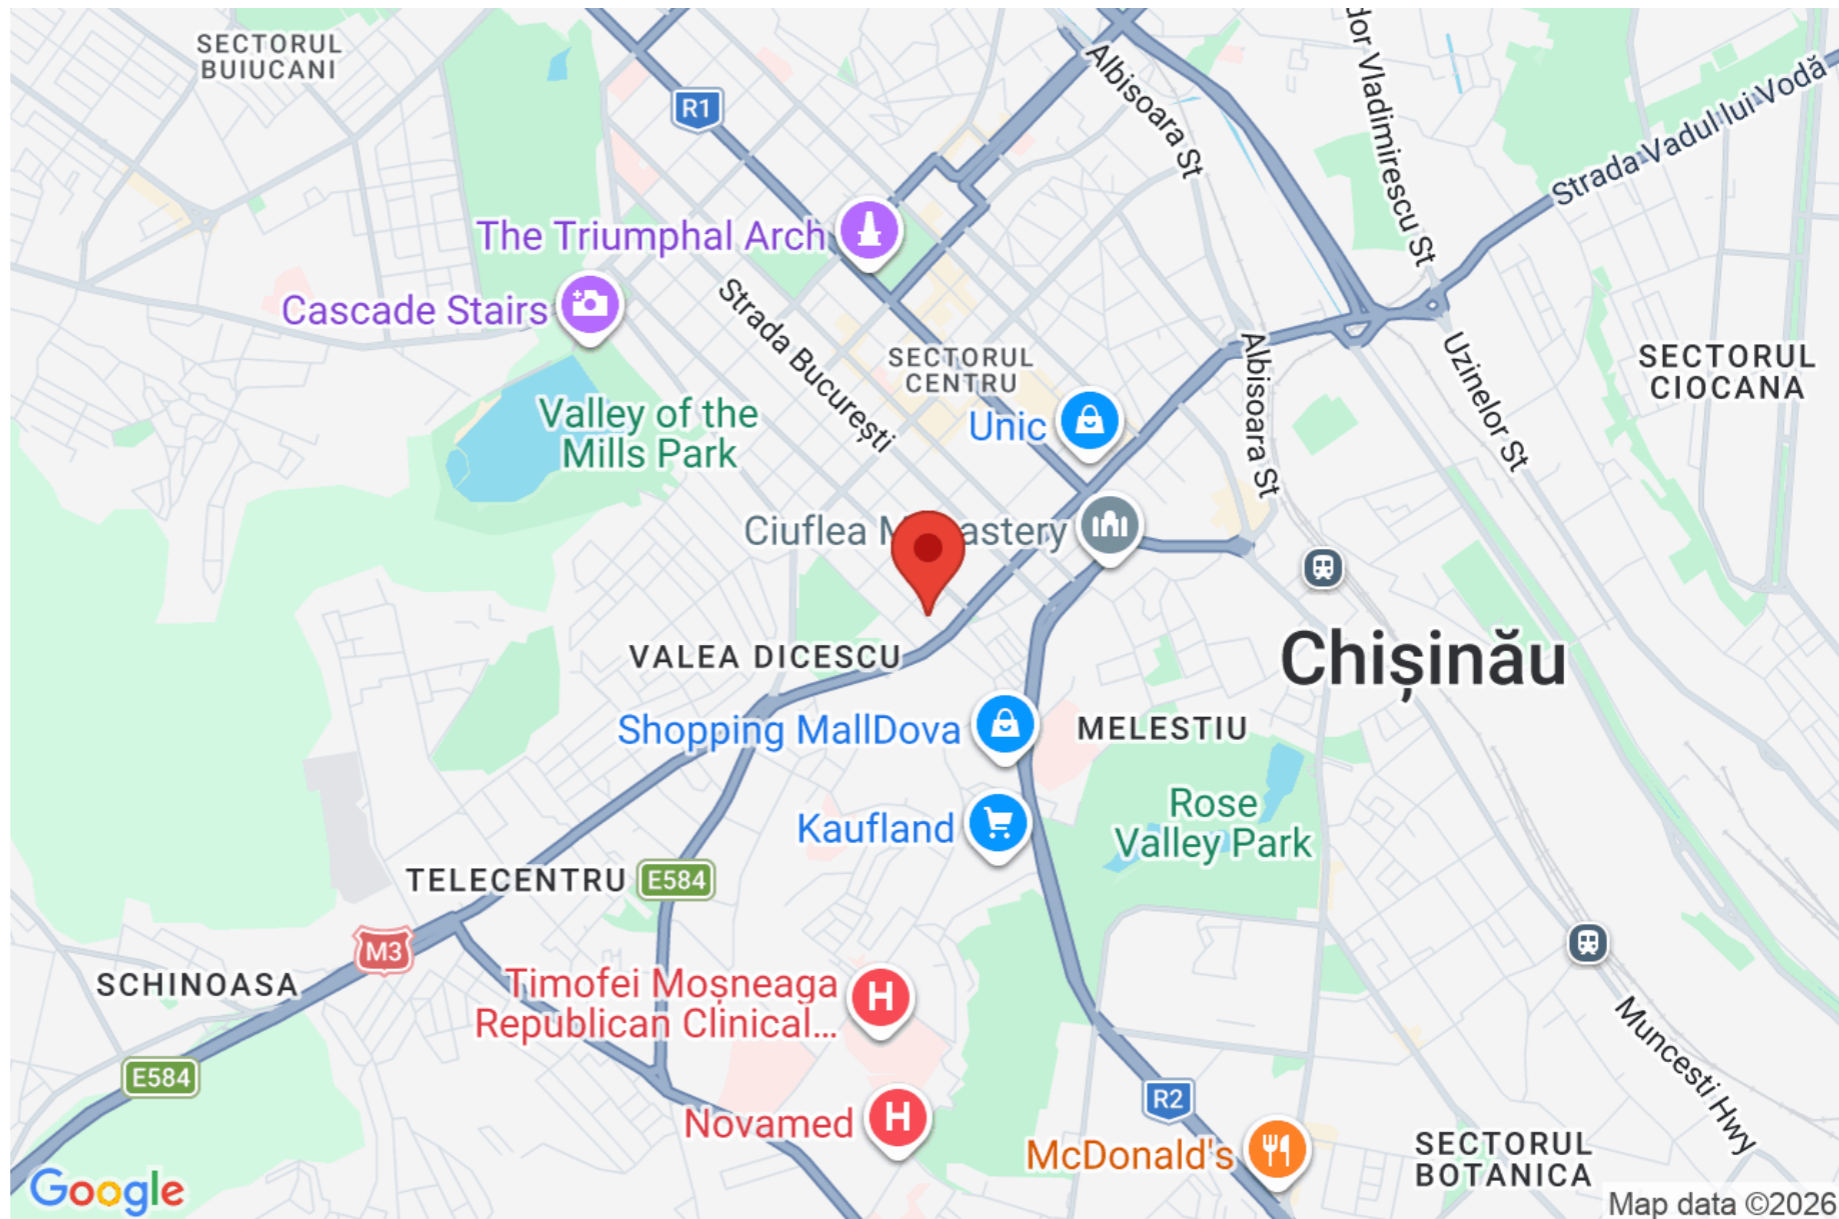 SECTORUL
BUIUCANI
R1
Albisoara St
dor Vladimirescu St
Strada Vadul lui Vodă
The Triumphal Arch
Cascade Stairs
Strada București
SECTORUL
CENTRU
Albisoara St
Uzinelor St
SECTORUL
CIOCANA
Valley of the
Mills Park
Unic
Ciuflea M astery
Chișinău
VALEA DICESCU
Shopping MallDova
MELESTIU
Rose
Valley Park
Kaufland
TELECENTRU
E584
M3
SCHINOASA
Timofei Moșneaga
Republican Clinical...
H
E584
Novamed
H
R2
McDonald's
Muncesti Hwy
SECTORUL
BOTANICA
Google
Map data ©2026